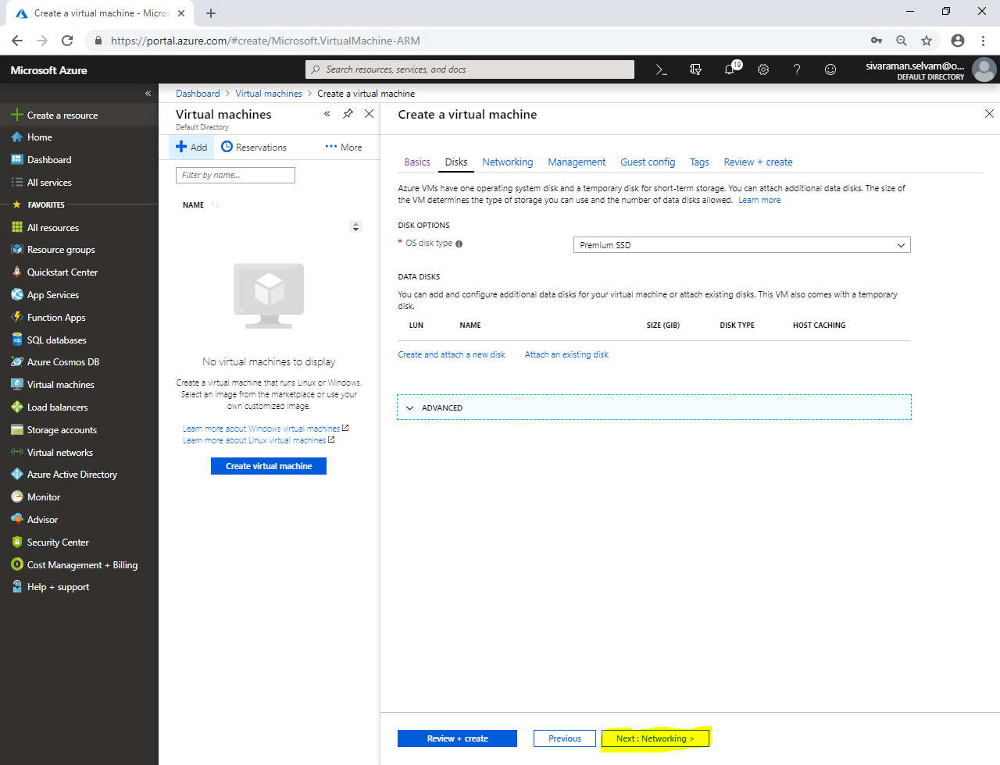 Create a virtual machine - Micros
https://portal.azure.com/#create/Microsoft.VirtualMachine-ARM
Microsoft Azure
Search resources, services, and docs
19
sivaraman.selvam@o...
DEFAULT DIRECTORY
Create a resource
Home
Dashboard
All services
FAVORITES
All resources
Resource groups
Quickstart Center
App Services
Function Apps
SQL databases
Azure Cosmos DB
Virtual machines
Load balancers
Storage accounts
Virtual networks
Azure Active Directory
Monitor
Advisor
Security Center
Cost Management + Billing
Help + support
Dashboard > Virtual machines > Create a virtual machine
Virtual machines
Default Directory
Add
Reservations
More
Filter by name...
NAME
No virtual machines to display
Create a virtual machine that runs Linux or Windows.
Select an image from the marketplace or use your
own customized image.
Learn more about Windows virtual machines
Learn more about Linux virtual machines
Create virtual machine
Create a virtual machine
Basics Disks Networking Management Guest config Tags Review + create
Azure VMs have one operating system disk and a temporary disk for short-term storage. You can attach additional data disks. The size of
the VM determines the type of storage you can use and the number of data disks allowed. Learn more
DISK OPTIONS
* OS disk type
Premium SSD
DATA DISKS
You can add and configure additional data disks for your virtual machine or attach existing disks. This VM also comes with a temporary
disk.
LUN NAME SIZE (GIB) DISK TYPE HOST CACHING
Create and attach a new disk Attach an existing disk
ADVANCED
Review + create Previous Next : Networking >